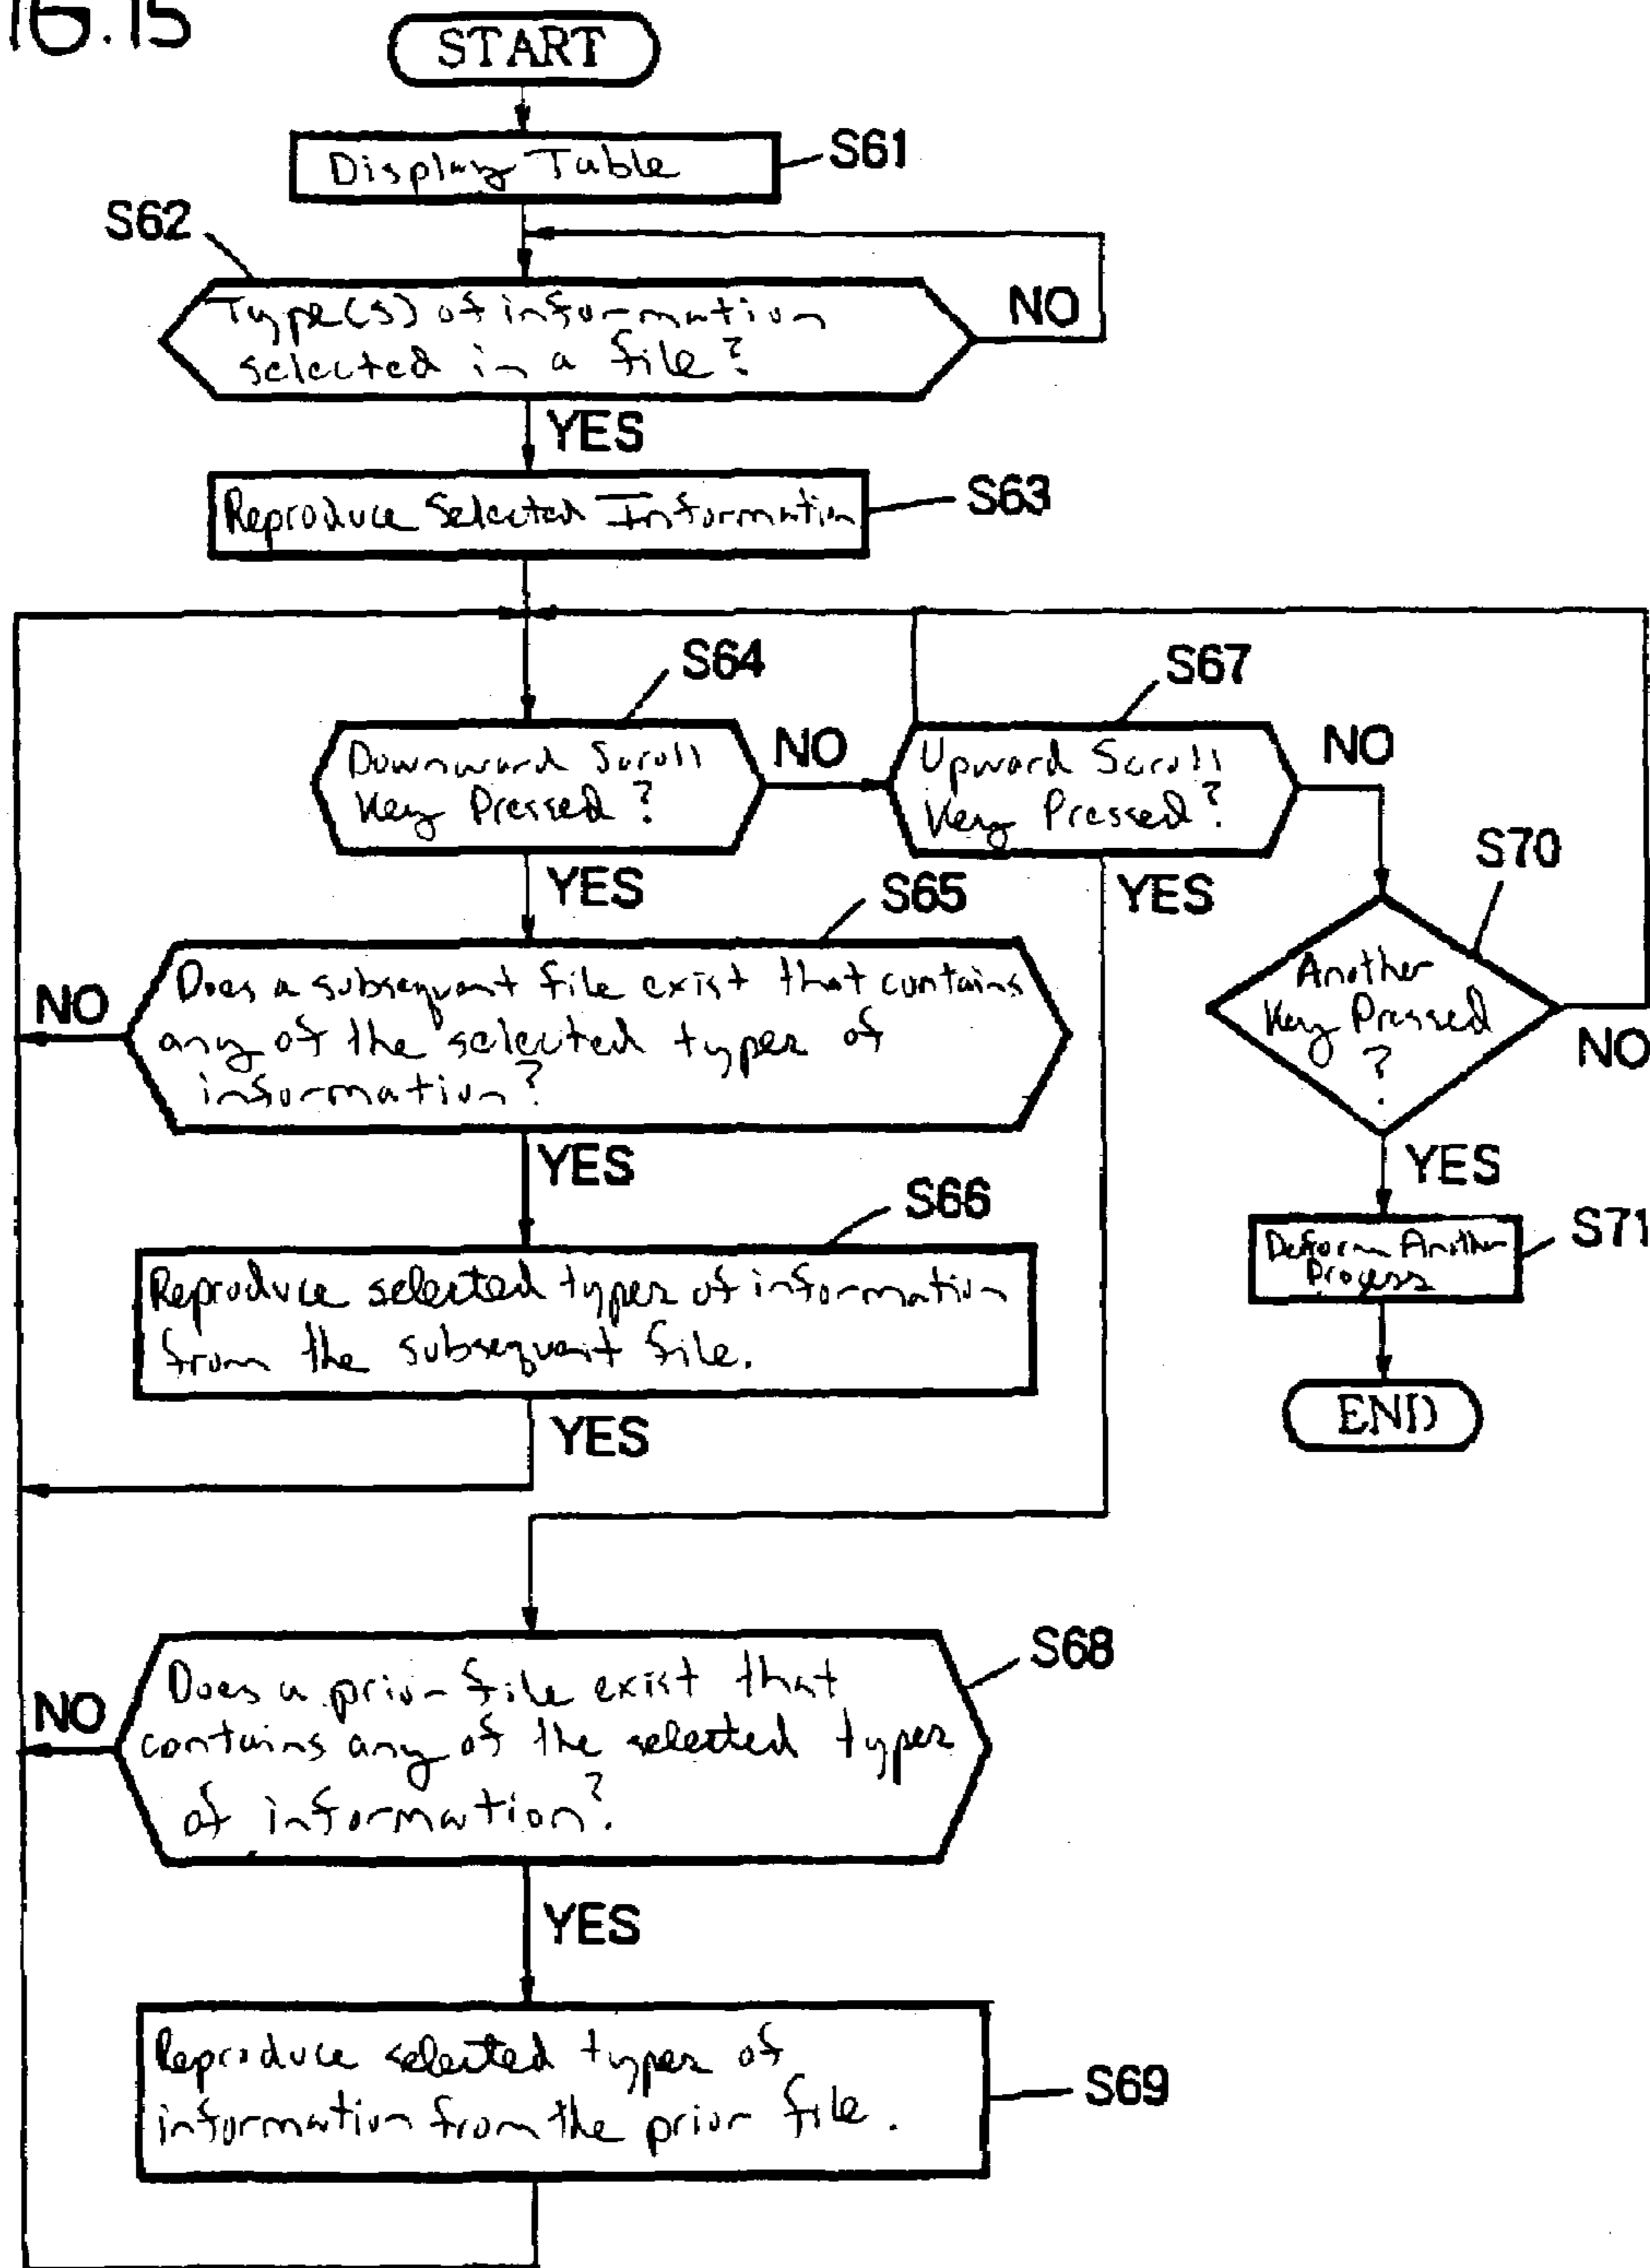 IG.15
START
Display Table
S61
S62
Type(s) of information
selected in a file?
NO
YES
Reproduce Selected Information
S63
S64
Downward Scroll
Key Pressed?
NO
S67
Upward Scroll
Key Pressed?
NO
YES
YES
S65
Does a subsequent file exist that contains
any of the selected types of
information?
NO
S70
Another
Key Pressed
?
NO
YES
YES
S66
Reproduce selected types of information
from the subsequent file.
YES
S71
Another
Process
END
S68
Does a prior file exist that
contains any of the selected types
of information?
NO
YES
Reproduce selected types of
information from the prior file.
S69